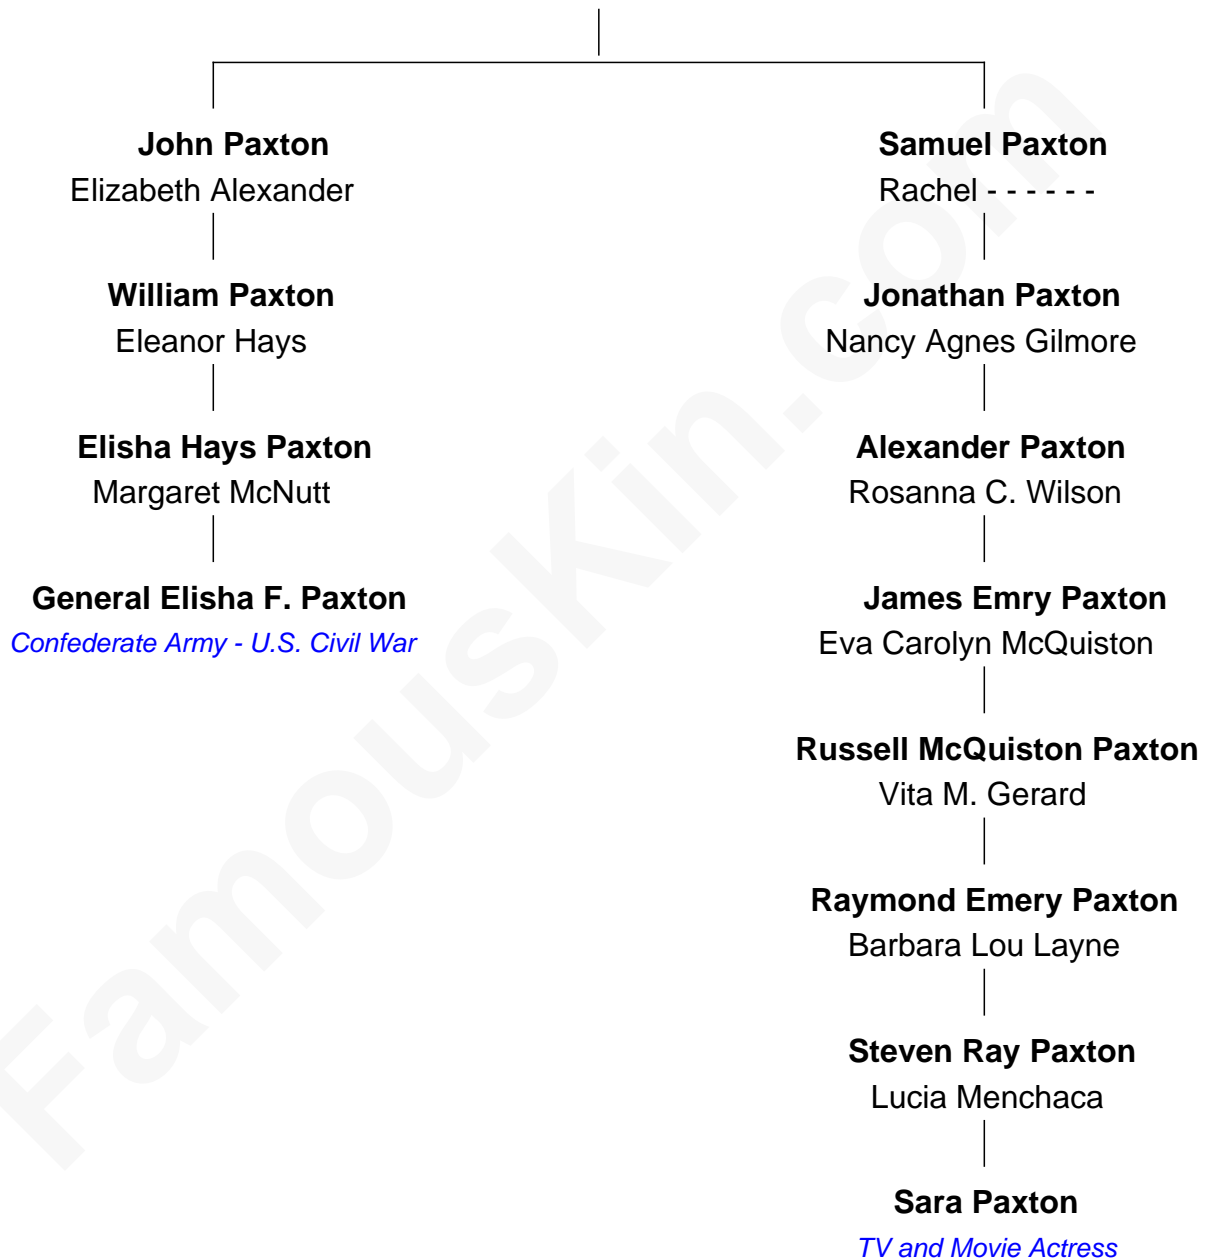 John Paxton
Elizabeth Alexander
William Paxton
Eleanor Hays
Elisha Hays Paxton
Margaret McNutt
General Elisha F. Paxton
Confederate Army - U.S. Civil War
Samuel Paxton
Rachel - - - - - -
Jonathan Paxton
Nancy Agnes Gilmore
Alexander Paxton
Rosanna C. Wilson
James Emry Paxton
Eva Carolyn McQuiston
Russell McQuiston Paxton
Vita M. Gerard
Raymond Emery Paxton
Barbara Lou Layne
Steven Ray Paxton
Lucia Menchaca
Sara Paxton
TV and Movie Actress
FamousKin.com